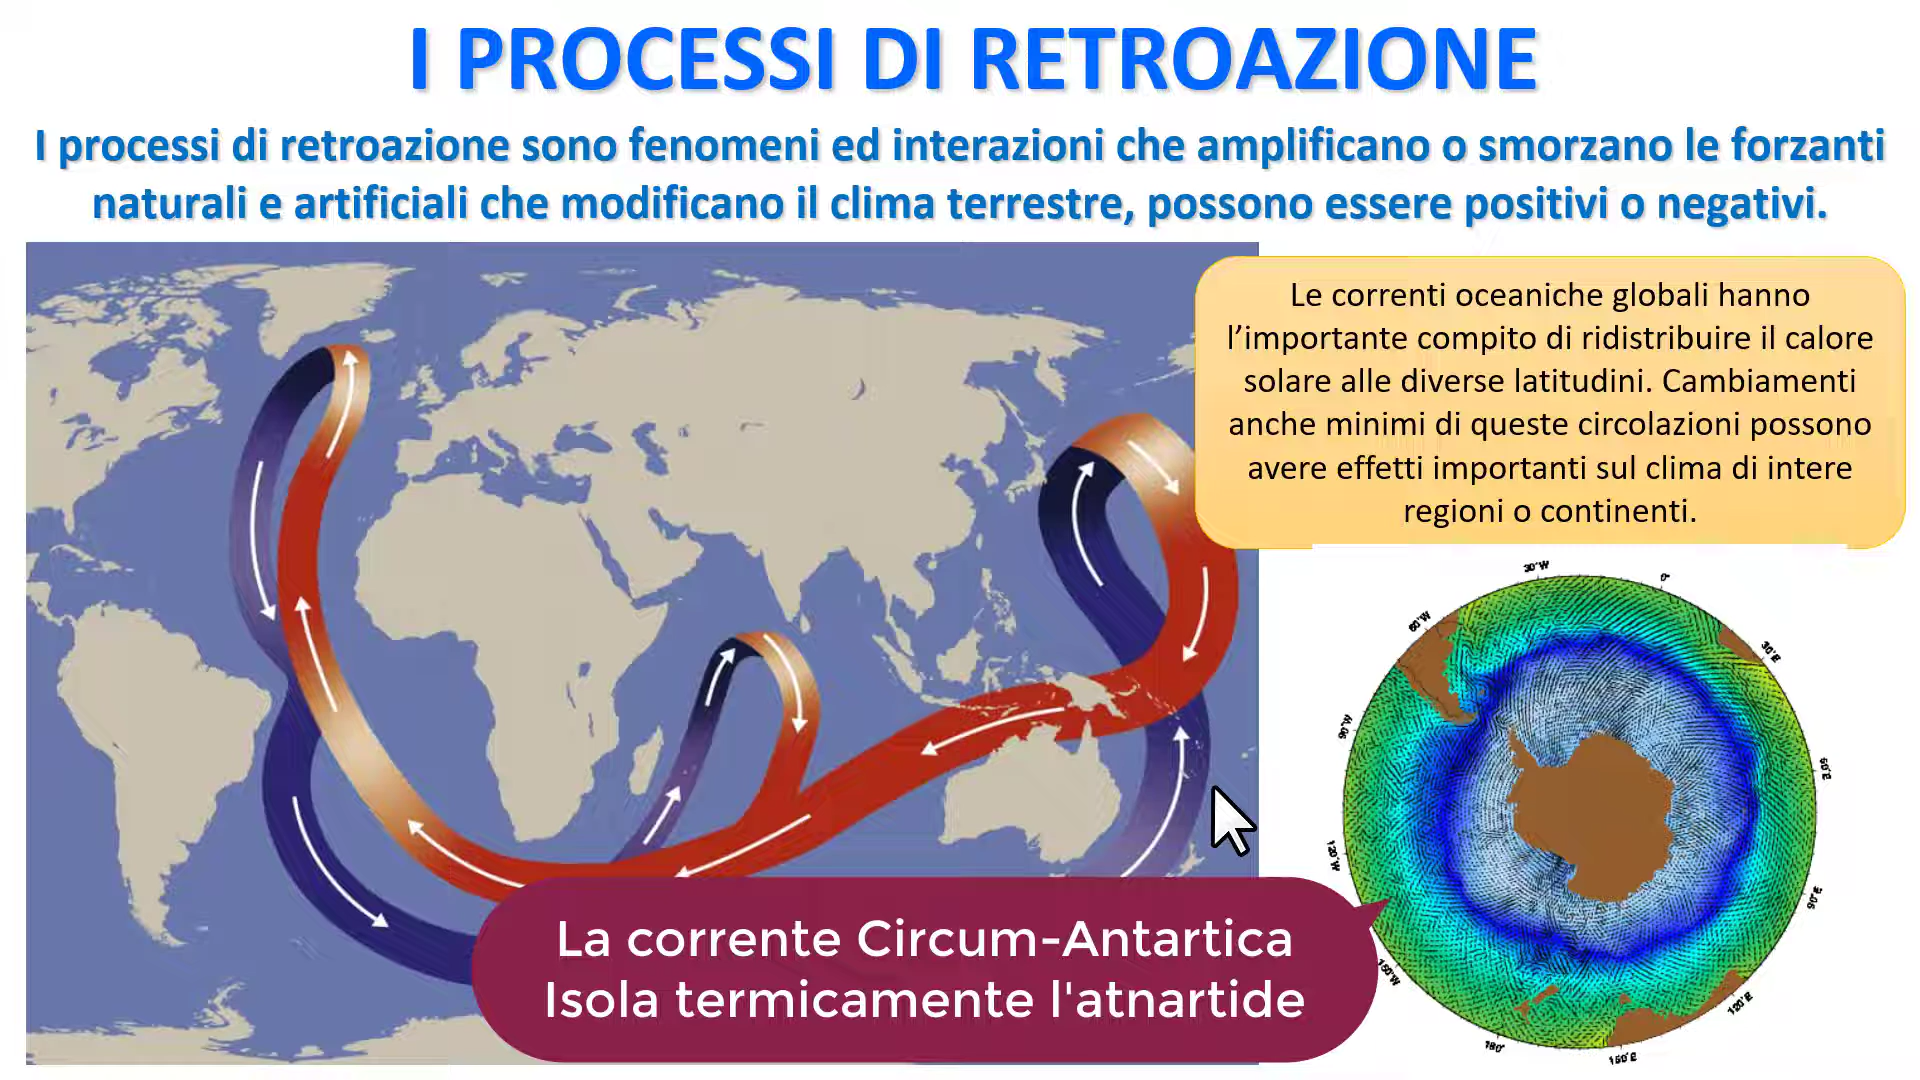 I PROCESSI DI RETROAZIONE
I processi di retroazione sono fenomeni ed interazioni che amplificano o smorzano le forzanti
naturali e artificiali che modificano il clima terrestre, possono essere positivi o negativi.
Le correnti oceaniche globali hanno
l’importante compito di ridistribuire il calore
solare alle diverse latitudini. Cambiamenti
anche minimi di queste circolazioni possono
avere effetti importanti sul clima di intere
regioni o continenti.
30°W
0°
60°W
30°E
90°W
60°E
120°W
90°E
150°W
120°E
180°
150°E
La corrente Circum-Antartica
Isola termicamente l'atnartide